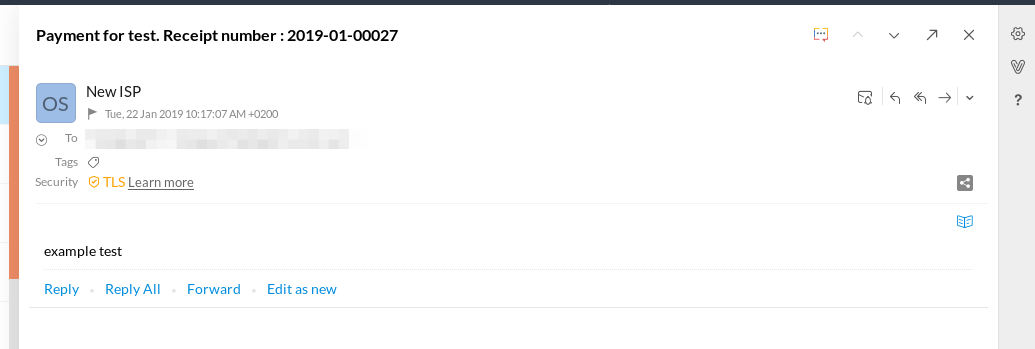 Payment for test. Receipt number : 2019-01-00027
OS
New ISP
Tue, 22 Jan 2019 10:17:07 AM +0200
To
Tags
Security TLS Learn more
example test
Reply Reply All Forward Edit as new
?